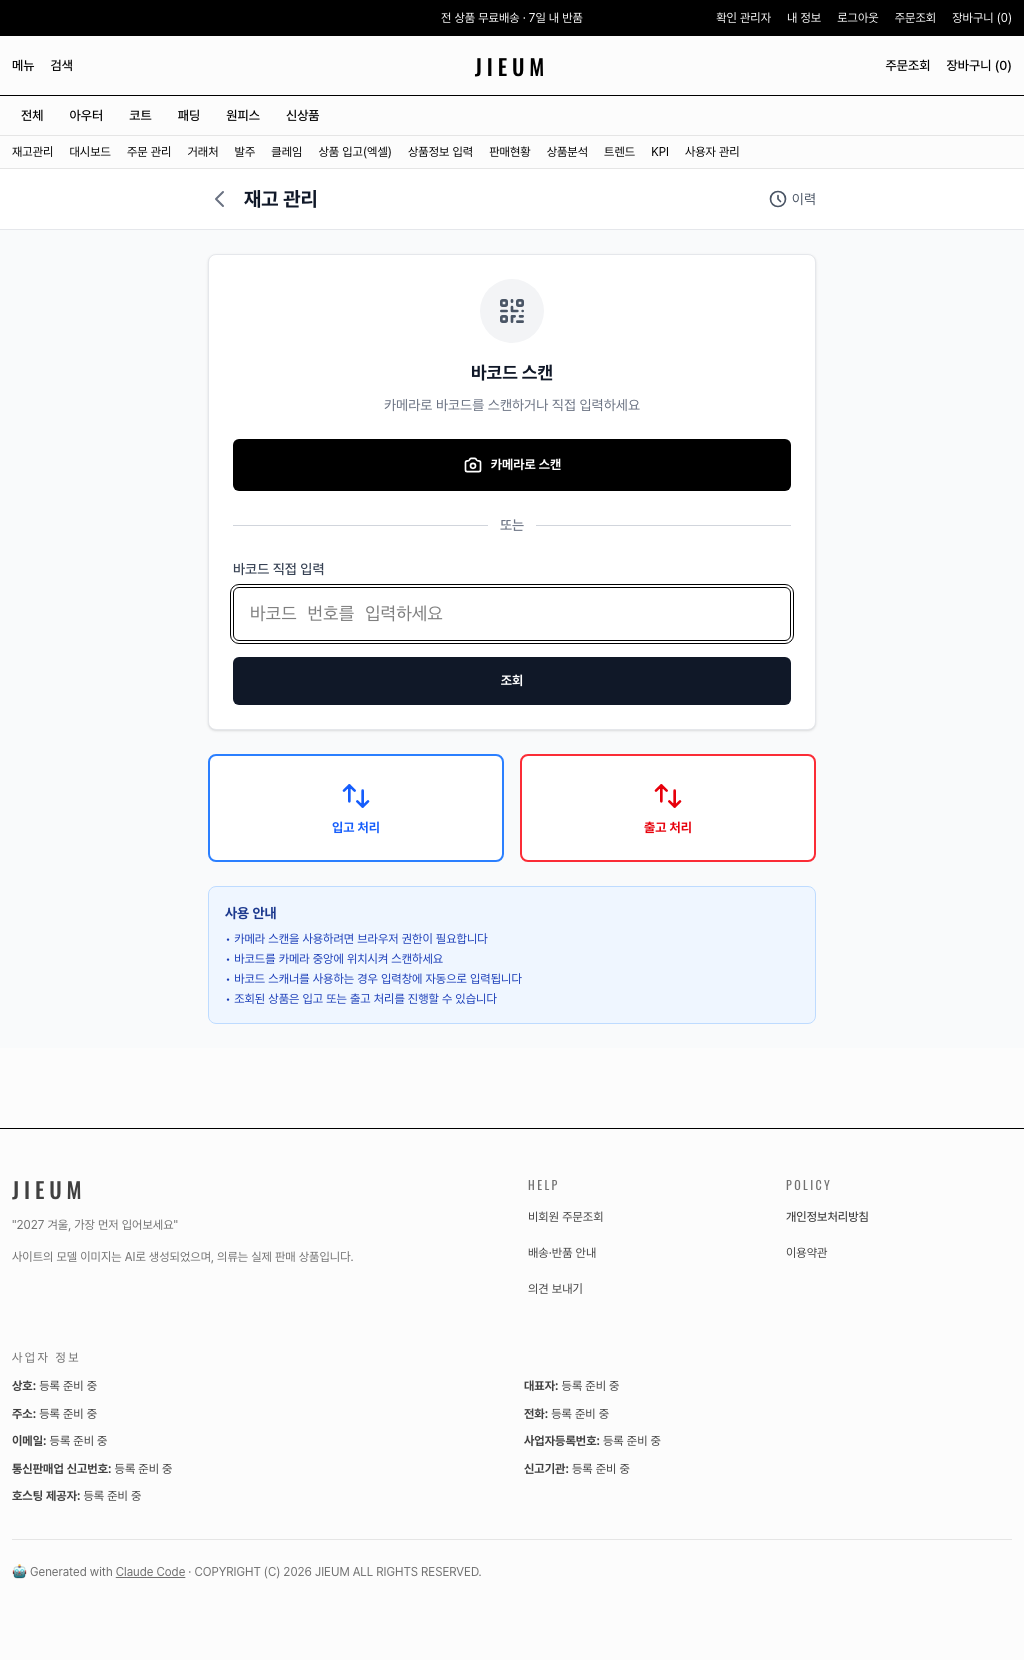 전 상품 무료배송 · 7일 내 반품
확인 관리자 내 정보 로그아웃 주문조회 장바구니 (0)
메뉴 검색
JIEUM
주문조회 장바구니 (0)
전체 아우터 코트 패딩 원피스 신상품
재고관리 대시보드 주문 관리 거래처 발주 클레임 상품 입고(엑셀) 상품정보 입력 판매현황 상품분석 트렌드 KPI 사용자 관리
재고 관리
이력
바코드 스캔
카메라로 바코드를 스캔하거나 직접 입력하세요
카메라로 스캔
또는
바코드 직접 입력
바코드 번호를 입력하세요
조회
입고 처리
출고 처리
사용 안내
• 카메라 스캔을 사용하려면 브라우저 권한이 필요합니다
• 바코드를 카메라 중앙에 위치시켜 스캔하세요
• 바코드 스캐너를 사용하는 경우 입력창에 자동으로 입력됩니다
• 조회된 상품은 입고 또는 출고 처리를 진행할 수 있습니다
JIEUM
"2027 겨울, 가장 먼저 입어보세요"
사이트의 모델 이미지는 AI로 생성되었으며, 의류는 실제 판매 상품입니다.
HELP
비회원 주문조회
배송·반품 안내
의견 보내기
POLICY
개인정보처리방침
이용약관
사업자 정보
상호: 등록 준비 중
대표자: 등록 준비 중
주소: 등록 준비 중
전화: 등록 준비 중
이메일: 등록 준비 중
사업자등록번호: 등록 준비 중
통신판매업 신고번호: 등록 준비 중
신고기관: 등록 준비 중
호스팅 제공자: 등록 준비 중
Generated with Claude Code · COPYRIGHT (C) 2026 JIEUM ALL RIGHTS RESERVED.